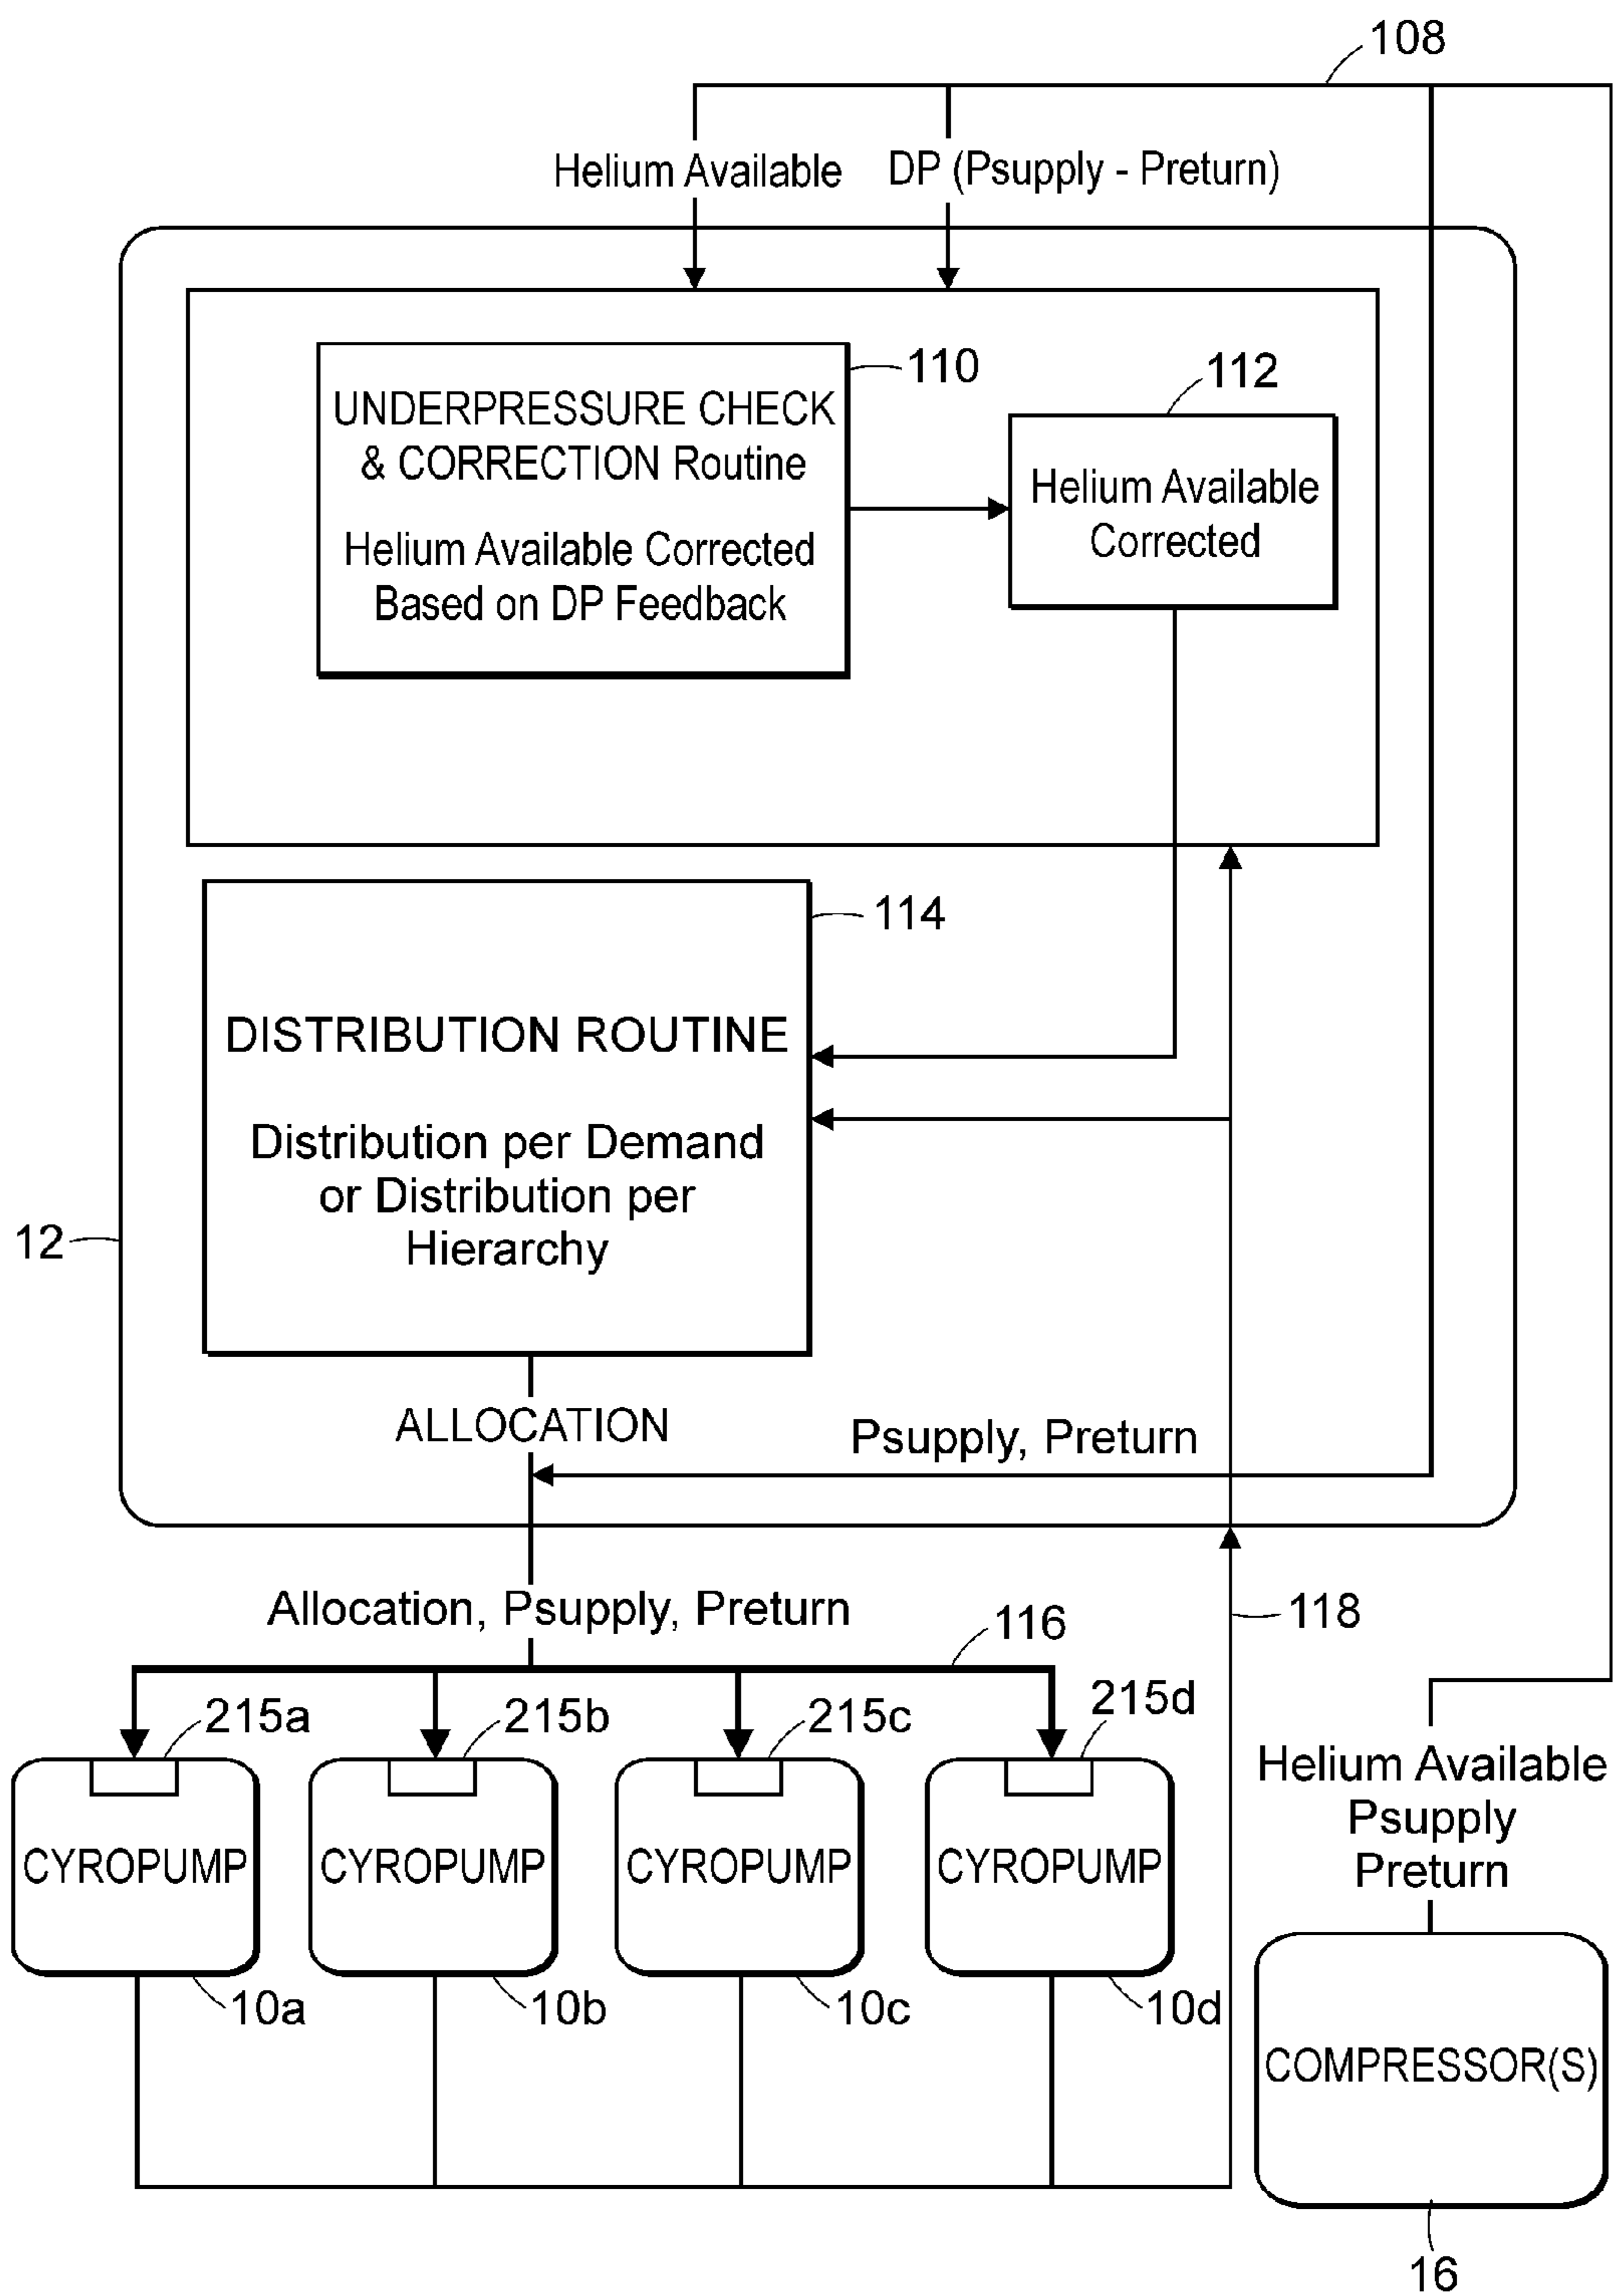 108
Helium Available
DP (Psupply - Preturn)
110
UNDERPRESSURE CHECK
& CORRECTION Routine
Helium Available Corrected
Based on DP Feedback
112
Helium Available
Corrected
114
DISTRIBUTION ROUTINE
Distribution per Demand
or Distribution per
Hierarchy
12
ALLOCATION
Psupply, Preturn
Allocation, Psupply, Preturn
116
118
215a
215b
215c
215d
CYROPUMP
CYROPUMP
CYROPUMP
CYROPUMP
10a
10b
10c
10d
Helium Available
Psupply
Preturn
COMPRESSOR(S)
16